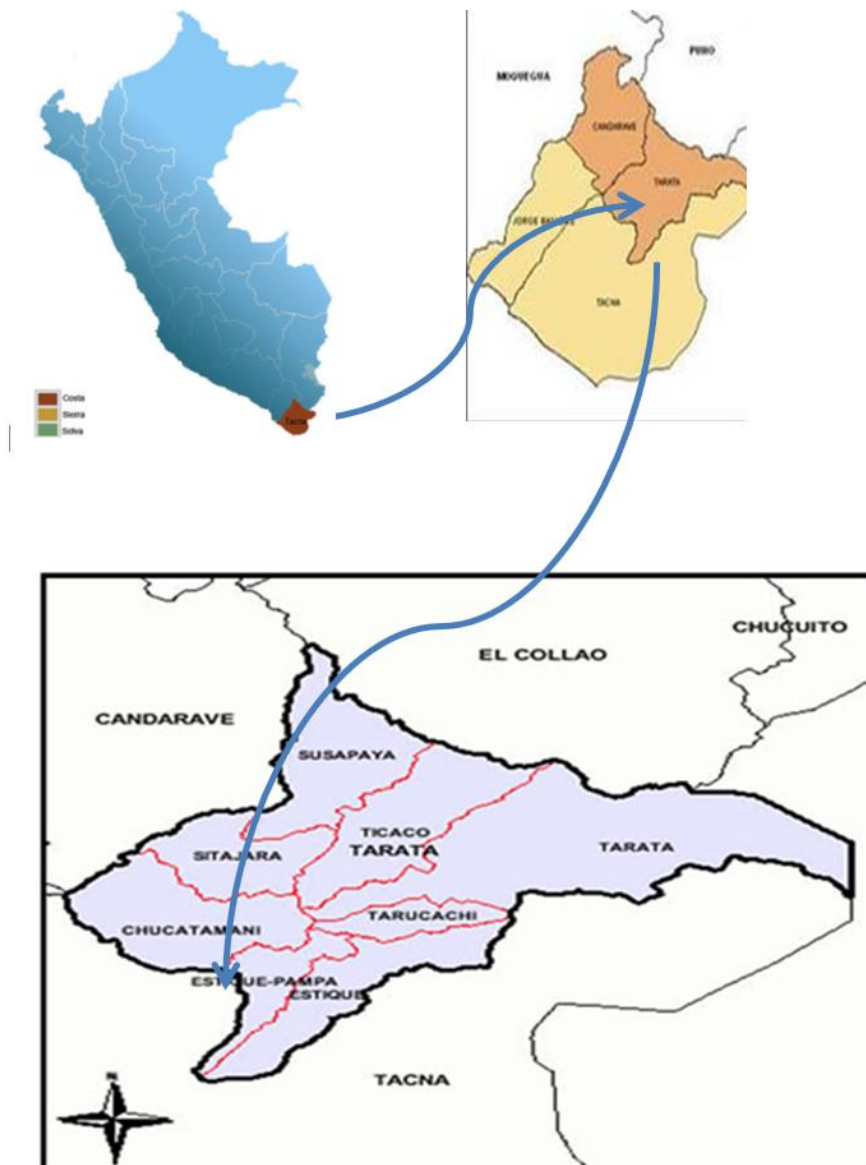 Costa
Sierra
Selva
Tacna
PUNO
MOQUEGUA
CANDARAVE
TARATA
TACNA
CHUCUITO
EL COLLAO
CANDARAVE
SUSAPAYA
TICACO
SITAJARA
TARATA
TARATA
TARUCACHI
CHUCATAMANI
ESTIQUE-PAMPA
ESTIQUE
TACNA
N